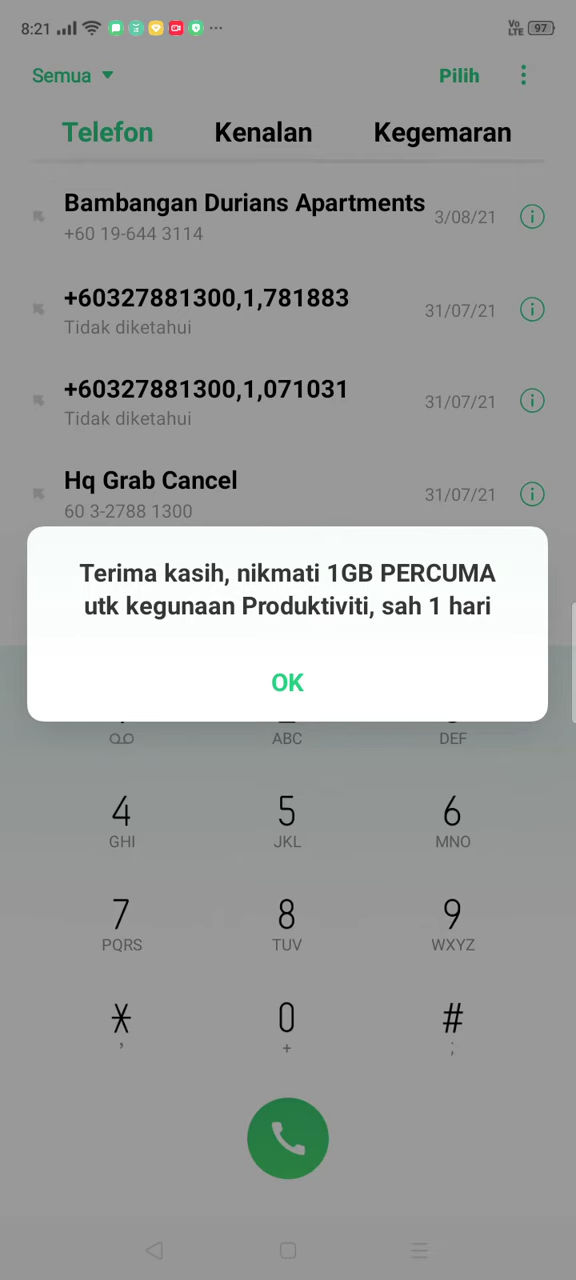 8:21
Vo
LTE
97
Semua
Pilih
Telefon
Kenalan
Kegemaran
Bambangan Durians Apartments
3/08/21
+60 19-644 3114
+60327881300,1,781883
31/07/21
Tidak diketahui
+60327881300,1,071031
31/07/21
Tidak diketahui
Hq Grab Cancel
31/07/21
60 3-2788 1300
Terima kasih, nikmati 1GB PERCUMA
utk kegunaan Produktiviti, sah 1 hari
OK
ABC
DEF
4
5
6
GHI
JKL
MNO
7
8
9
PQRS
TUV
WXYZ
*
0
#
,
+
;